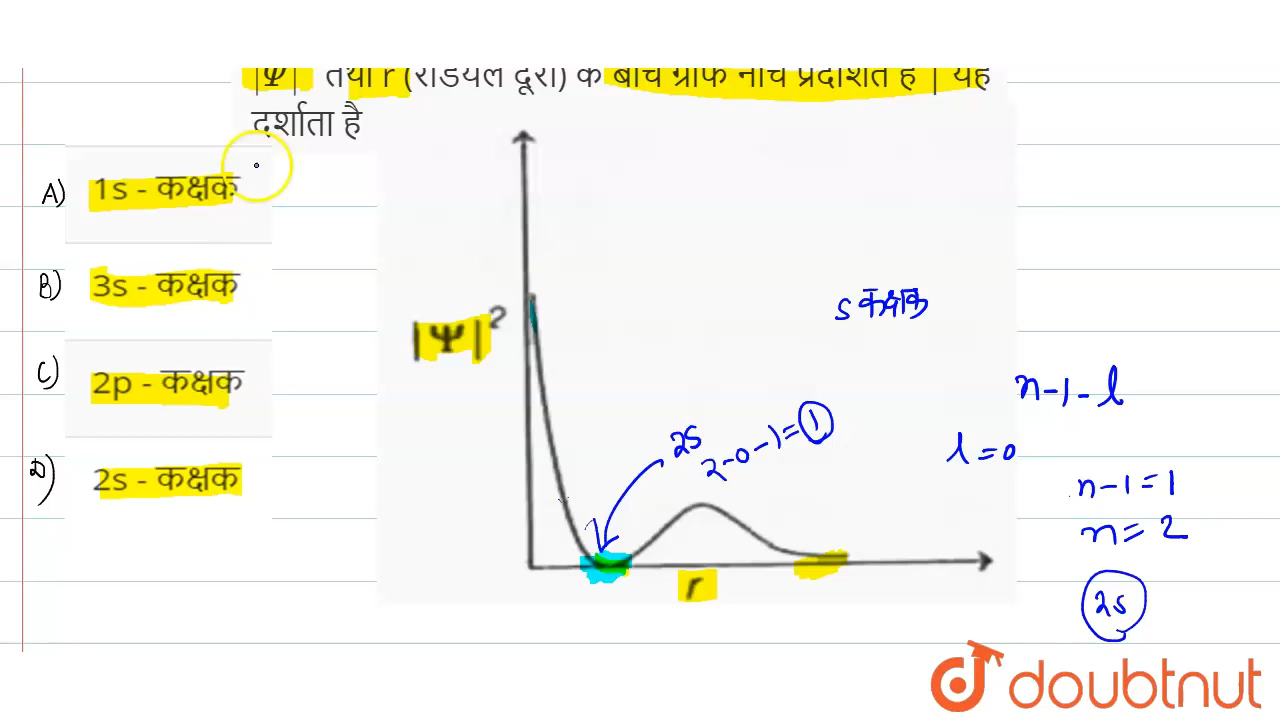 |Ψ| तथा r (रेडियल दूरी) के बीच ग्राफ नीचे प्रदर्शित है | यह
दर्शाता है
A) 1s - कक्षक
B) 3s - कक्षक
C) 2p - कक्षक
D) 2s - कक्षक
|Ψ|²
s कक्षक
n-1-l
2s
2-0-1=1
l=0
n-1=1
n=2
2s
r
doubtnut